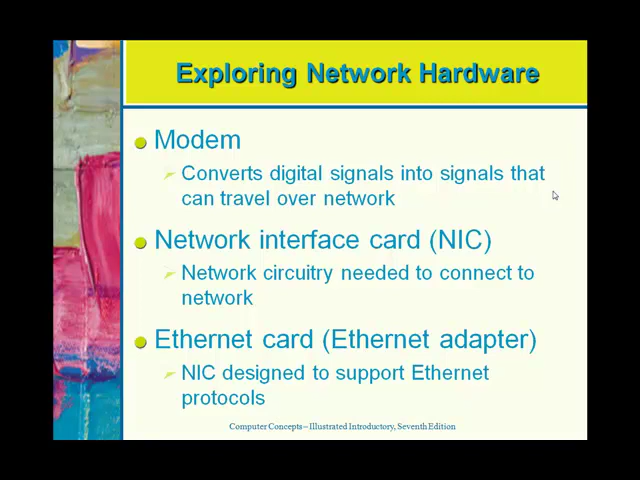 Exploring Network Hardware
Modem
Converts digital signals into signals that
can travel over network
Network interface card (NIC)
Network circuitry needed to connect to
network
Ethernet card (Ethernet adapter)
NIC designed to support Ethernet
protocols
Computer Concepts – Illustrated Introductory, Seventh Edition